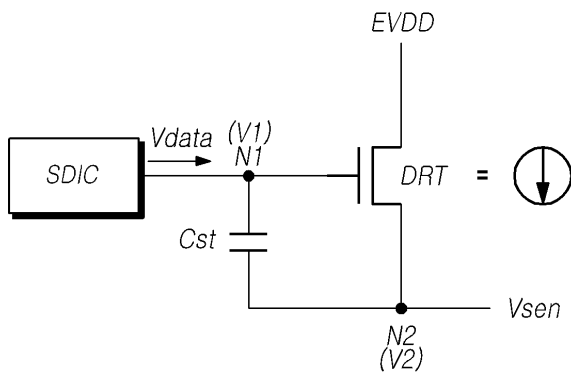 EVDD
Vdata
(V1)
N1
SDIC
DRT
=
Cst
Vsen
N2
(V2)